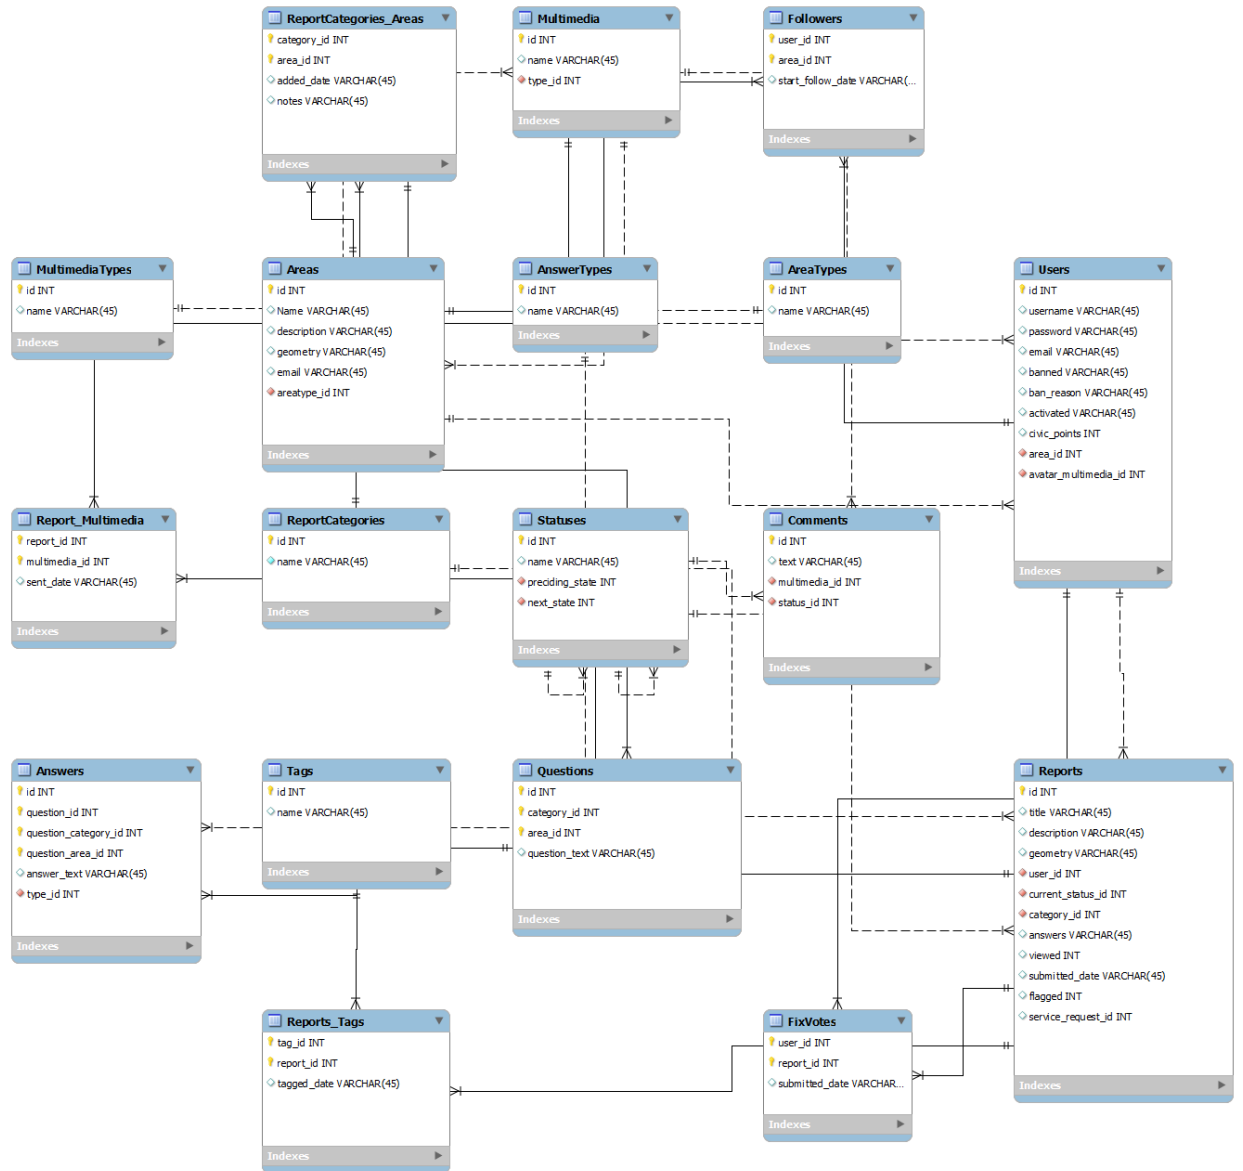 ReportCategories_Areas
category_id INT
area_id INT
added_date VARCHAR(45)
notes VARCHAR(45)
Indexes
Multimedia
id INT
name VARCHAR(45)
type_id INT
Indexes
Followers
user_id INT
area_id INT
start_follow_date VARCHAR(...
Indexes
MultimediaTypes
id INT
name VARCHAR(45)
Indexes
Areas
id INT
Name VARCHAR(45)
description VARCHAR(45)
geometry VARCHAR(45)
email VARCHAR(45)
areatype_id INT
Indexes
AnswerTypes
id INT
name VARCHAR(45)
Indexes
AreaTypes
id INT
name VARCHAR(45)
Indexes
Users
id INT
username VARCHAR(45)
password VARCHAR(45)
email VARCHAR(45)
banned VARCHAR(45)
ban_reason VARCHAR(45)
activated VARCHAR(45)
civic_points INT
area_id INT
avatar_multimedia_id INT
Indexes
Report_Multimedia
report_id INT
multimedia_id INT
sent_date VARCHAR(45)
Indexes
ReportCategories
id INT
name VARCHAR(45)
Indexes
Statuses
id INT
name VARCHAR(45)
preciding_state INT
next_state INT
Indexes
Comments
id INT
text VARCHAR(45)
multimedia_id INT
status_id INT
Indexes
Answers
id INT
question_id INT
question_category_id INT
question_area_id INT
answer_text VARCHAR(45)
type_id INT
Indexes
Tags
id INT
name VARCHAR(45)
Indexes
Questions
id INT
category_id INT
area_id INT
question_text VARCHAR(45)
Indexes
Reports
id INT
title VARCHAR(45)
description VARCHAR(45)
geometry VARCHAR(45)
user_id INT
current_status_id INT
category_id INT
answers VARCHAR(45)
viewed INT
submitted_date VARCHAR(45)
flagged INT
service_request_id INT
Indexes
Reports_Tags
tag_id INT
report_id INT
tagged_date VARCHAR(45)
Indexes
FixVotes
user_id INT
report_id INT
submitted_date VARCHAR...
Indexes